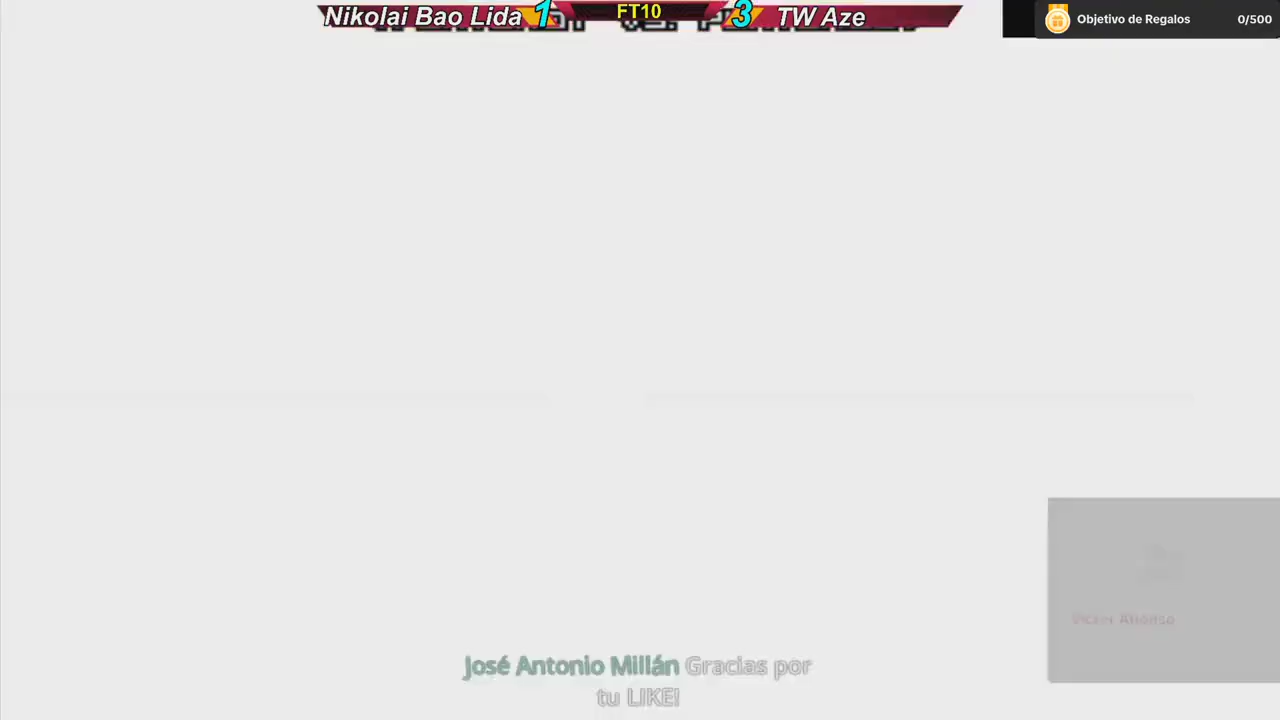 Nikolai Bao Lida 1 FT10 3 TW Aze
Objetivo de Regalos 0/500
José Antonio Millán Gracias por
tu LIKE!